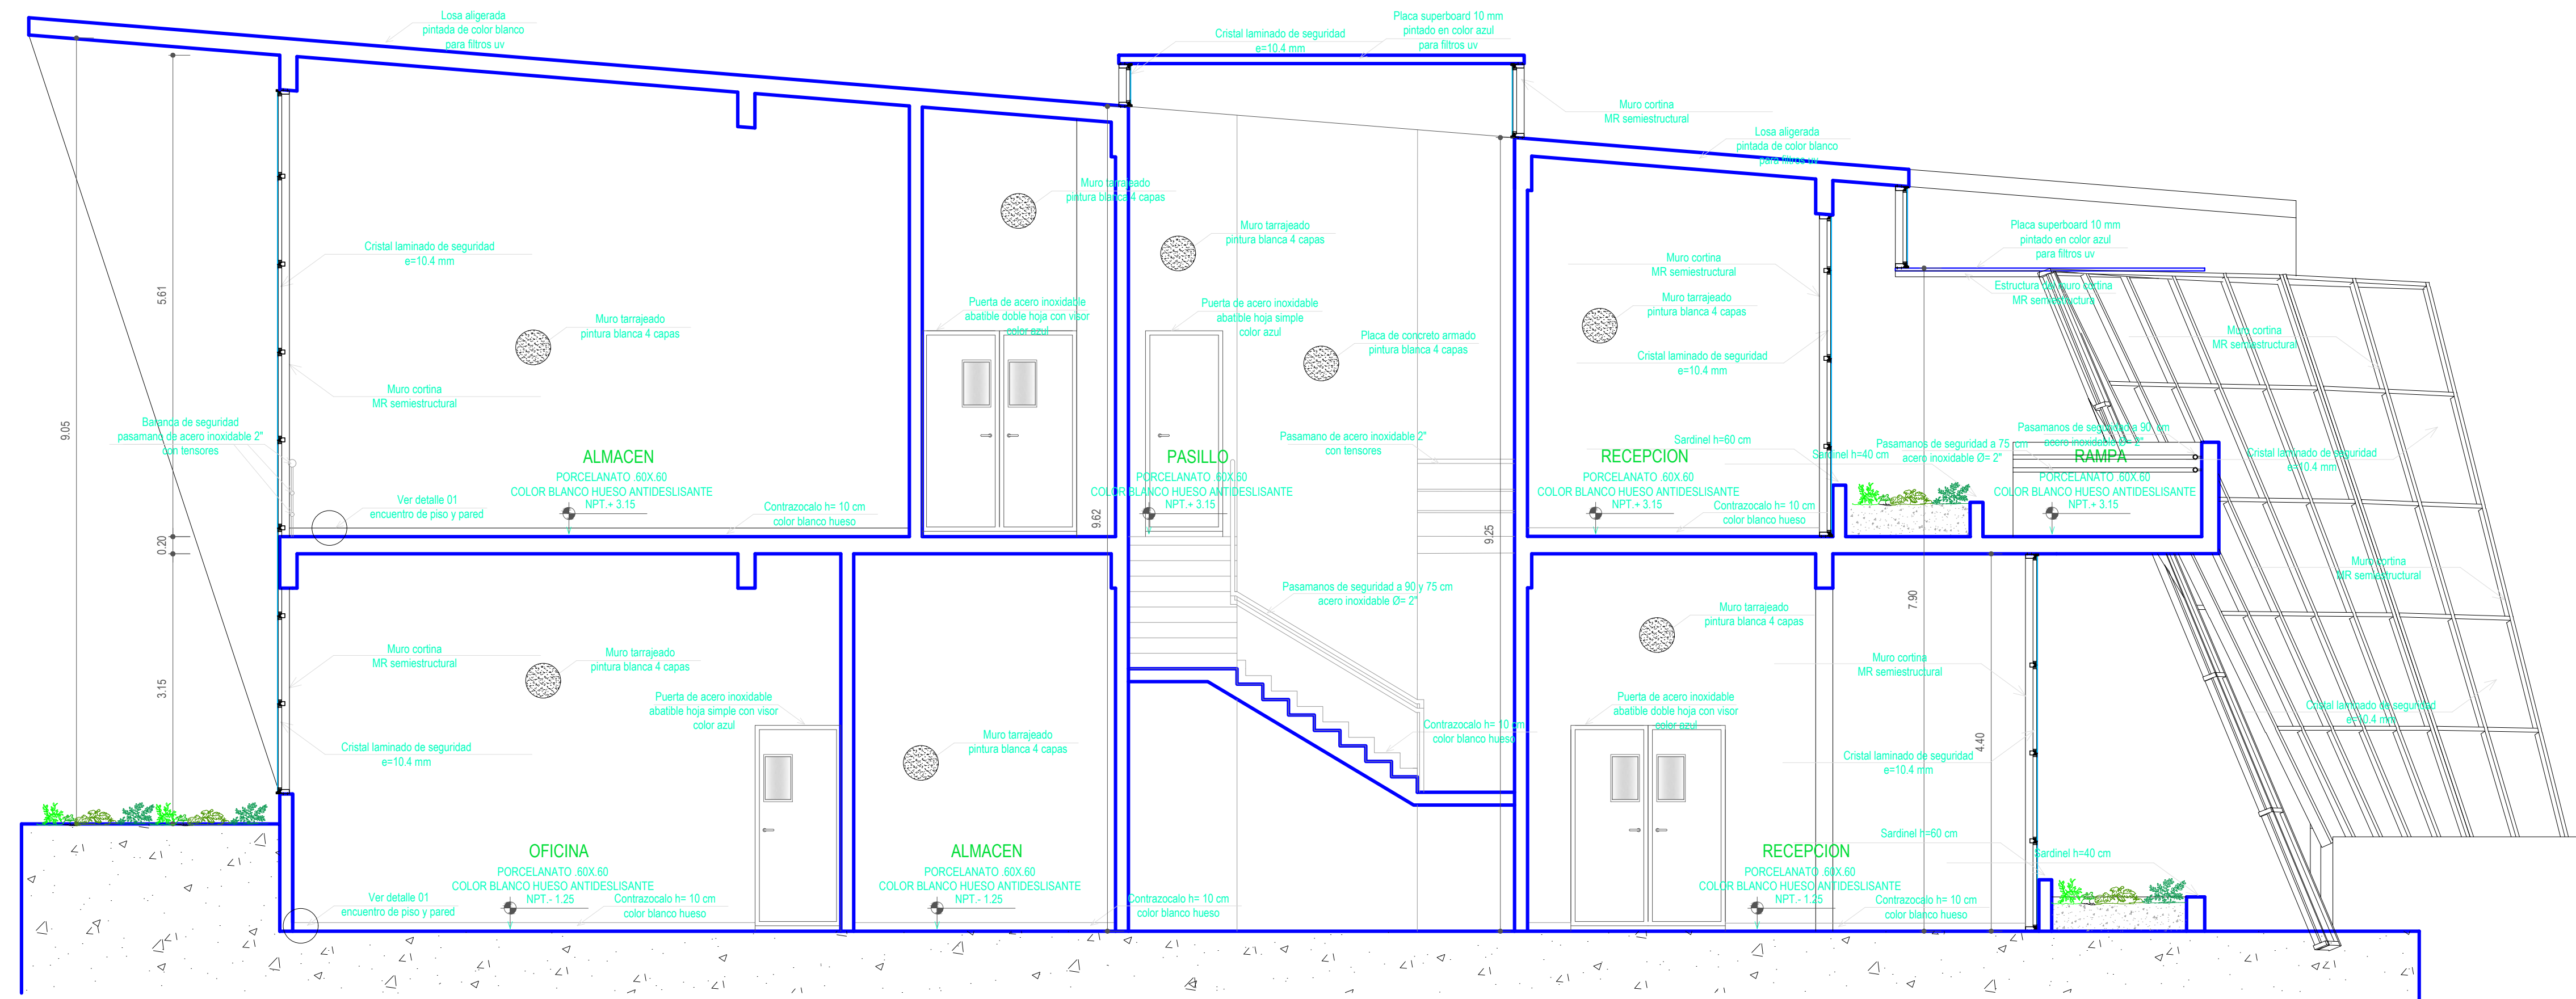 Losa aligerada
pintada de color blanco
para filtros uv
Cristal laminado de seguridad
e=10.4 mm
Placa superboard 10 mm
pintado en color azul
para filtros uv
Muro cortina
MR semiestructural
Losa aligerada
pintada de color blanco
para filtros uv
Muro tarrajeado
pintura blanca 4 capas
Muro tarrajeado
pintura blanca 4 capas
Placa superboard 10 mm
pintado en color azul
para filtros uv
Cristal laminado de seguridad
e=10.4 mm
Muro cortina
MR semiestructural
Estructura del muro cortina
MR semiestructura
5.61
Puerta de acero inoxidable
abatible doble hoja con visor
color azul
Puerta de acero inoxidable
abatible hoja simple
color azul
Muro tarrajeado
pintura blanca 4 capas
Muro tarrajeado
pintura blanca 4 capas
Placa de concreto armado
pintura blanca 4 capas
Muro cortina
MR semiestructural
Cristal laminado de seguridad
e=10.4 mm
Muro cortina
MR semiestructural
9.05
Baranda de seguridad
pasamano de acero inoxidable 2"
con tensores
Pasamano de acero inoxidable 2"
con tensores
Sardinel h=60 cm
Sardinel h=40 cm
Pasamanos de seguridad a 75 cm
acero inoxidable Ø= 2"
Pasamanos de seguridad a 90 cm
acero inoxidable Ø= 2"
Cristal laminado de seguridad
e=10.4 mm
ALMACEN
PORCELANATO .60X.60
COLOR BLANCO HUESO ANTIDESLISANTE
NPT.+ 3.15
PASILLO
PORCELANATO .60X.60
COLOR BLANCO HUESO ANTIDESLISANTE
NPT.+ 3.15
RECEPCION
PORCELANATO .60X.60
COLOR BLANCO HUESO ANTIDESLISANTE
NPT.+ 3.15
RAMPA
PORCELANATO .60X.60
COLOR BLANCO HUESO ANTIDESLISANTE
NPT.+ 3.15
Ver detalle 01
encuentro de piso y pared
Contrazocalo h= 10 cm
color blanco hueso
Contrazocalo h= 10 cm
color blanco hueso
9.62
9.25
0.20
Muro cortina
MR semiestructural
Pasamanos de seguridad a 90 y 75 cm
acero inoxidable Ø= 2"
7.90
Muro tarrajeado
pintura blanca 4 capas
Muro cortina
MR semiestructural
Muro tarrajeado
pintura blanca 4 capas
Muro cortina
MR semiestructural
3.15
Puerta de acero inoxidable
abatible hoja simple con visor
color azul
Puerta de acero inoxidable
abatible doble hoja con visor
color azul
Cristal laminado de seguridad
e=10.4 mm
Contrazocalo h= 10 cm
color blanco hueso
Muro tarrajeado
pintura blanca 4 capas
4.40
Cristal laminado de seguridad
e=10.4 mm
Cristal laminado de seguridad
e=10.4 mm
Sardinel h=60 cm
Sardinel h=40 cm
OFICINA
PORCELANATO .60X.60
COLOR BLANCO HUESO ANTIDESLISANTE
NPT.- 1.25
ALMACEN
PORCELANATO .60X.60
COLOR BLANCO HUESO ANTIDESLISANTE
NPT.- 1.25
RECEPCION
PORCELANATO .60X.60
COLOR BLANCO HUESO ANTIDESLISANTE
NPT.- 1.25
Ver detalle 01
encuentro de piso y pared
Contrazocalo h= 10 cm
color blanco hueso
Contrazocalo h= 10 cm
color blanco hueso
Contrazocalo h= 10 cm
color blanco hueso